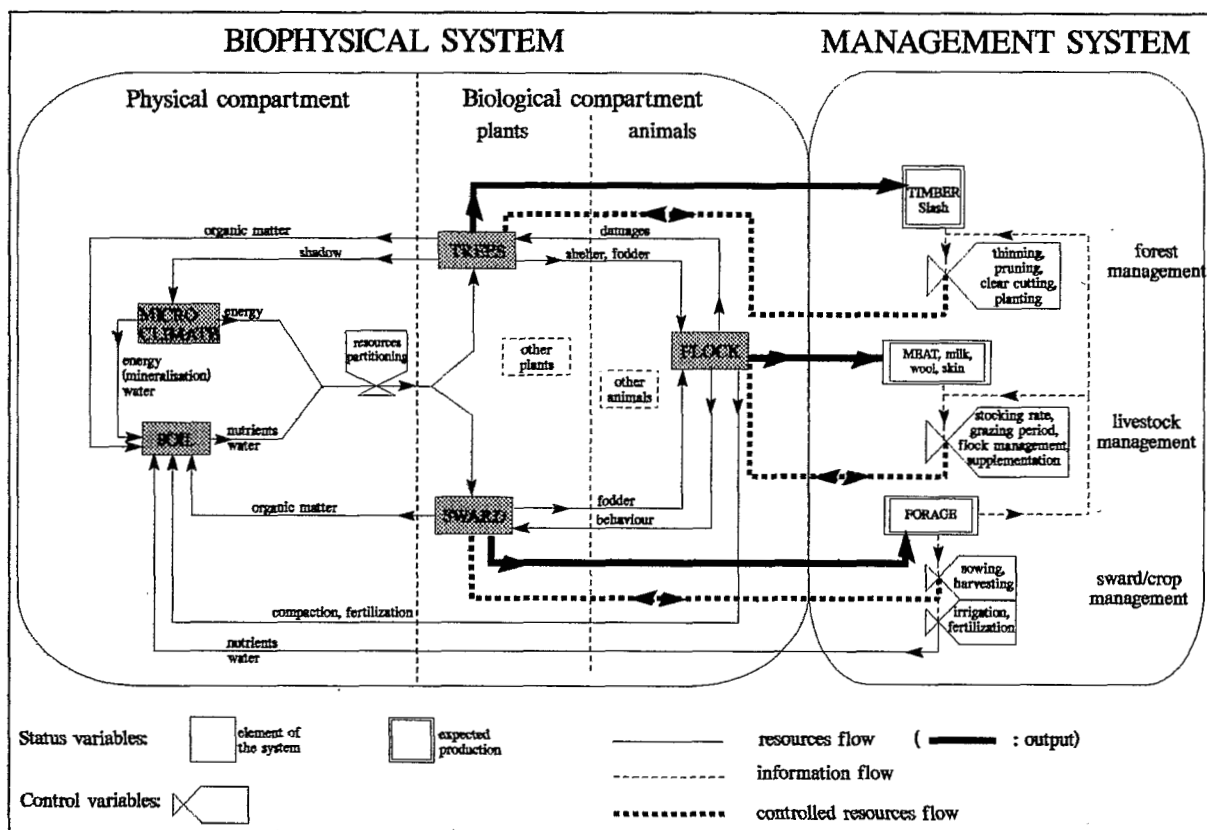 BIOPHYSICAL SYSTEM
MANAGEMENT SYSTEM
Physical compartment
Biological compartment
plants
animals
TIMBER
Slash
organic matter
TREES
damages
shadow
shelter, fodder
thinning,
pruning,
clear cutting,
planting
forest
management
MICRO
CLIMATE
energy
resources
partitioning
other
plants
FLOCK
MEAT, milk,
wool, skin
energy
(mineralisation)
water
other
animals
stocking rate,
grazing period,
flock management,
supplementation
livestock
management
SOIL
nutrients
water
organic matter
SWARD
fodder
behaviour
FORAGE
sowing,
harvesting
sward/crop
management
compaction, fertilization
irrigation,
fertilization
nutrients
water
Status variables:
element of
the system
expected
production
resources flow
( : output)
information flow
Control variables:
controlled resources flow